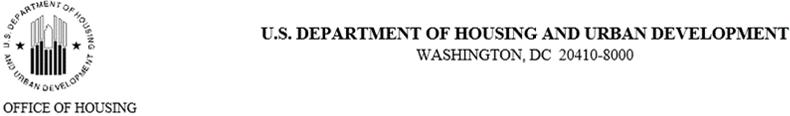 U.S. DEPARTMENT OF HOUSING
AND URBAN DEVELOPMENT
OFFICE OF HOUSING
U.S. DEPARTMENT OF HOUSING AND URBAN DEVELOPMENT
WASHINGTON, DC 20410-8000